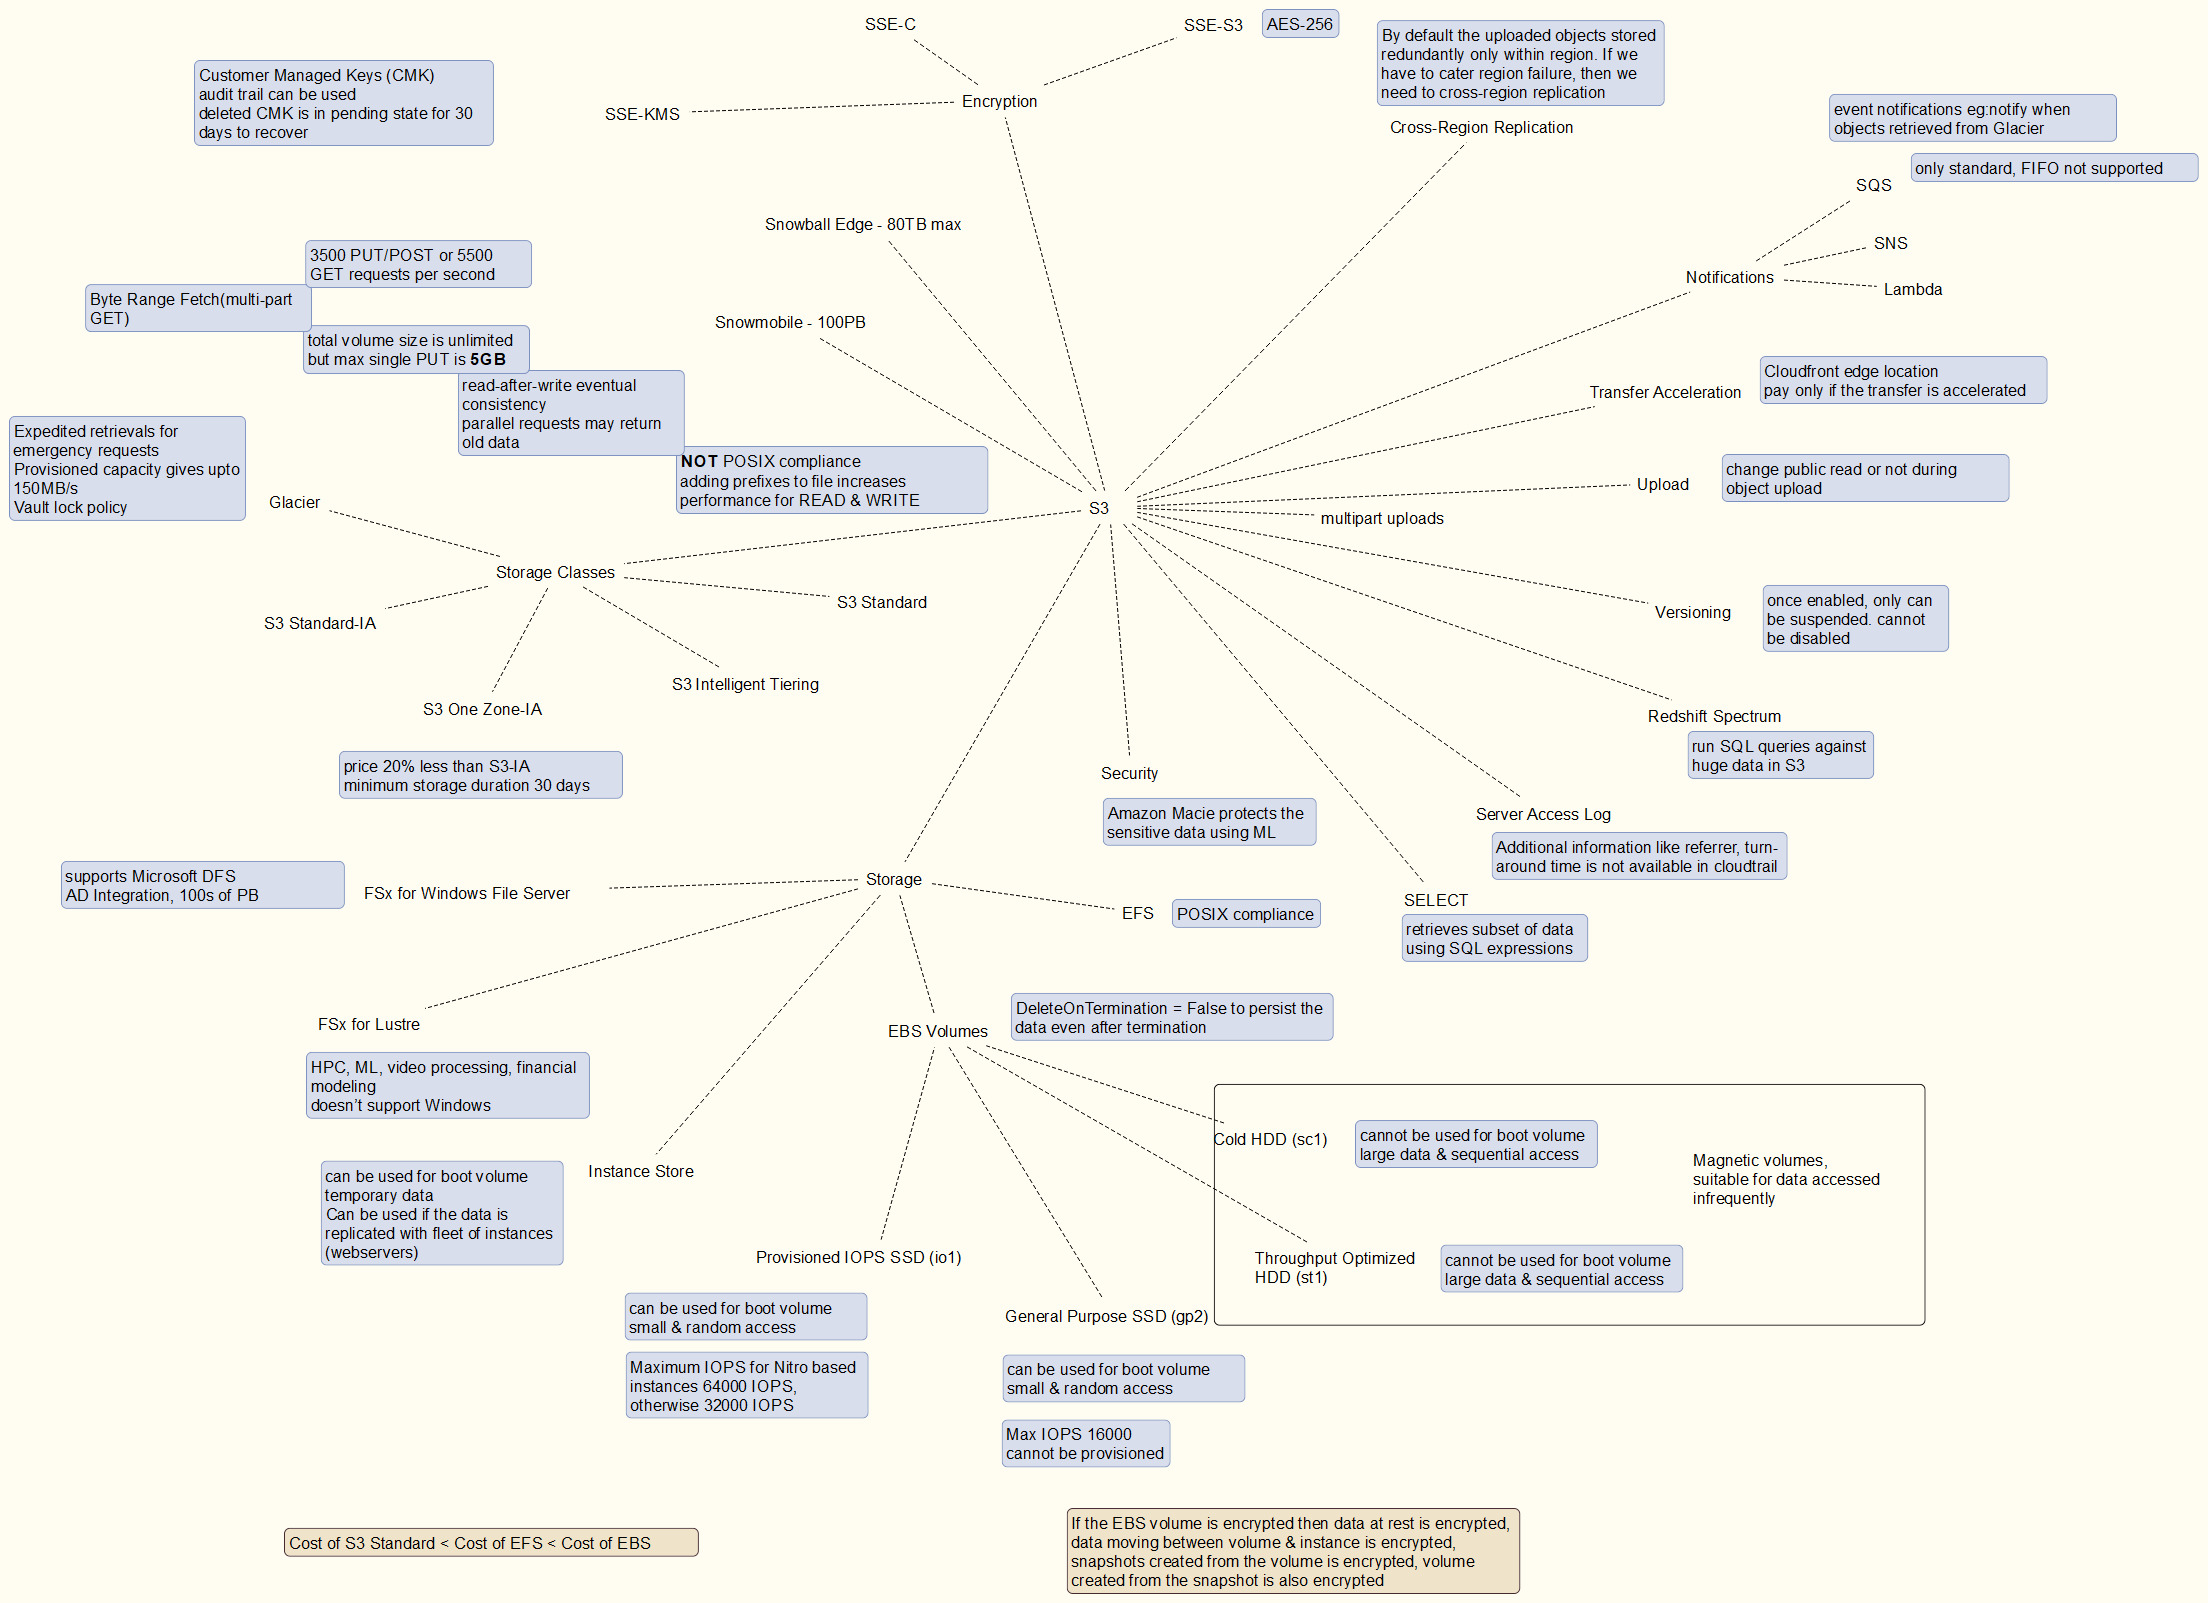 SSE-C
SSE-S3
AES-256
By default the uploaded objects stored
redundantly only within region. If we
have to cater region failure, then we
need to cross-region replication
Customer Managed Keys (CMK)
audit trail can be used
deleted CMK is in pending state for 30
days to recover
SSE-KMS
Encryption
Cross-Region Replication
event notifications eg:notify when
objects retrieved from Glacier
only standard, FIFO not supported
SQS
SNS
Notifications
Lambda
Snowball Edge - 80TB max
3500 PUT/POST or 5500
GET requests per second
Byte Range Fetch(multi-part
GET)
Snowmobile - 100PB
total volume size is unlimited
but max single PUT is 5GB
read-after-write eventual
consistency
parallel requests may return
old data
NOT POSIX compliance
adding prefixes to file increases
performance for READ & WRITE
Transfer Acceleration
Cloudfront edge location
pay only if the transfer is accelerated
Expedited retrievals for
emergency requests
Provisioned capacity gives upto
150MB/s
Vault lock policy
Glacier
S3
Upload
change public read or not during
object upload
multipart uploads
Storage Classes
S3 Standard
S3 Standard-IA
Versioning
once enabled, only can
be suspended. cannot
be disabled
S3 Intelligent Tiering
S3 One Zone-IA
price 20% less than S3-IA
minimum storage duration 30 days
Redshift Spectrum
run SQL queries against
huge data in S3
Security
Amazon Macie protects the
sensitive data using ML
Server Access Log
Additional information like referrer, turn-
around time is not available in cloudtrail
supports Microsoft DFS
AD Integration, 100s of PB
FSx for Windows File Server
Storage
EFS
POSIX compliance
SELECT
retrieves subset of data
using SQL expressions
FSx for Lustre
HPC, ML, video processing, financial
modeling
doesn't support Windows
EBS Volumes
DeleteOnTermination = False to persist the
data even after termination
Cold HDD (sc1)
cannot be used for boot volume
large data & sequential access
Magnetic volumes,
suitable for data accessed
infrequently
Instance Store
can be used for boot volume
temporary data
Can be used if the data is
replicated with fleet of instances
(webservers)
Provisioned IOPS SSD (io1)
Throughput Optimized
HDD (st1)
cannot be used for boot volume
large data & sequential access
can be used for boot volume
small & random access
General Purpose SSD (gp2)
Maximum IOPS for Nitro based
instances 64000 IOPS,
otherwise 32000 IOPS
can be used for boot volume
small & random access
Max IOPS 16000
cannot be provisioned
Cost of S3 Standard < Cost of EFS < Cost of EBS
If the EBS volume is encrypted then data at rest is encrypted,
data moving between volume & instance is encrypted,
snapshots created from the volume is encrypted, volume
created from the snapshot is also encrypted